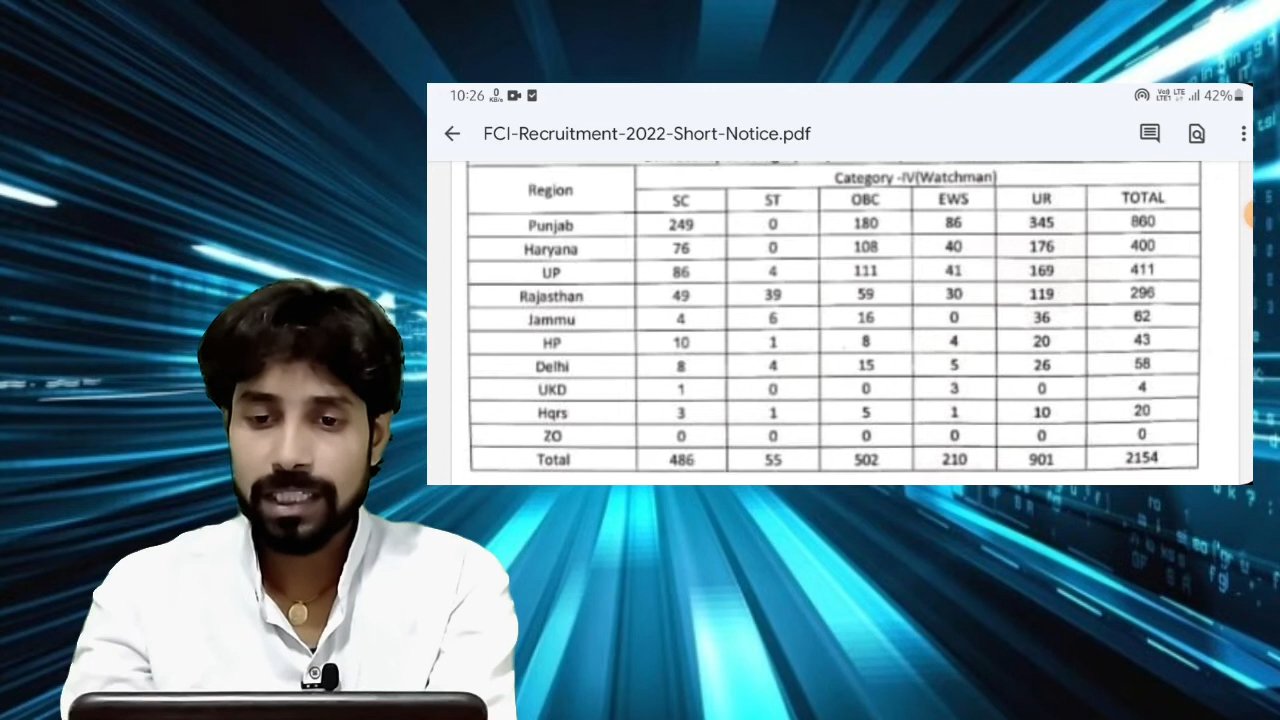 10:26 0 KB/s Vo) LTE LTE1 42%
FCI-Recruitment-2022-Short-Notice.pdf
Region Category -IV(Watchman)
SC ST OBC EWS UR TOTAL
Punjab 249 0 180 86 345 860
Haryana 76 0 108 40 176 400
UP 86 4 111 41 169 411
Rajasthan 49 39 59 30 119 296
Jammu 4 6 16 0 36 62
HP 10 1 8 4 20 43
Delhi 8 4 15 5 26 58
UKD 1 0 0 3 0 4
Hqrs 3 1 5 1 10 20
ZO 0 0 0 0 0 0
Total 486 55 502 210 901 2154